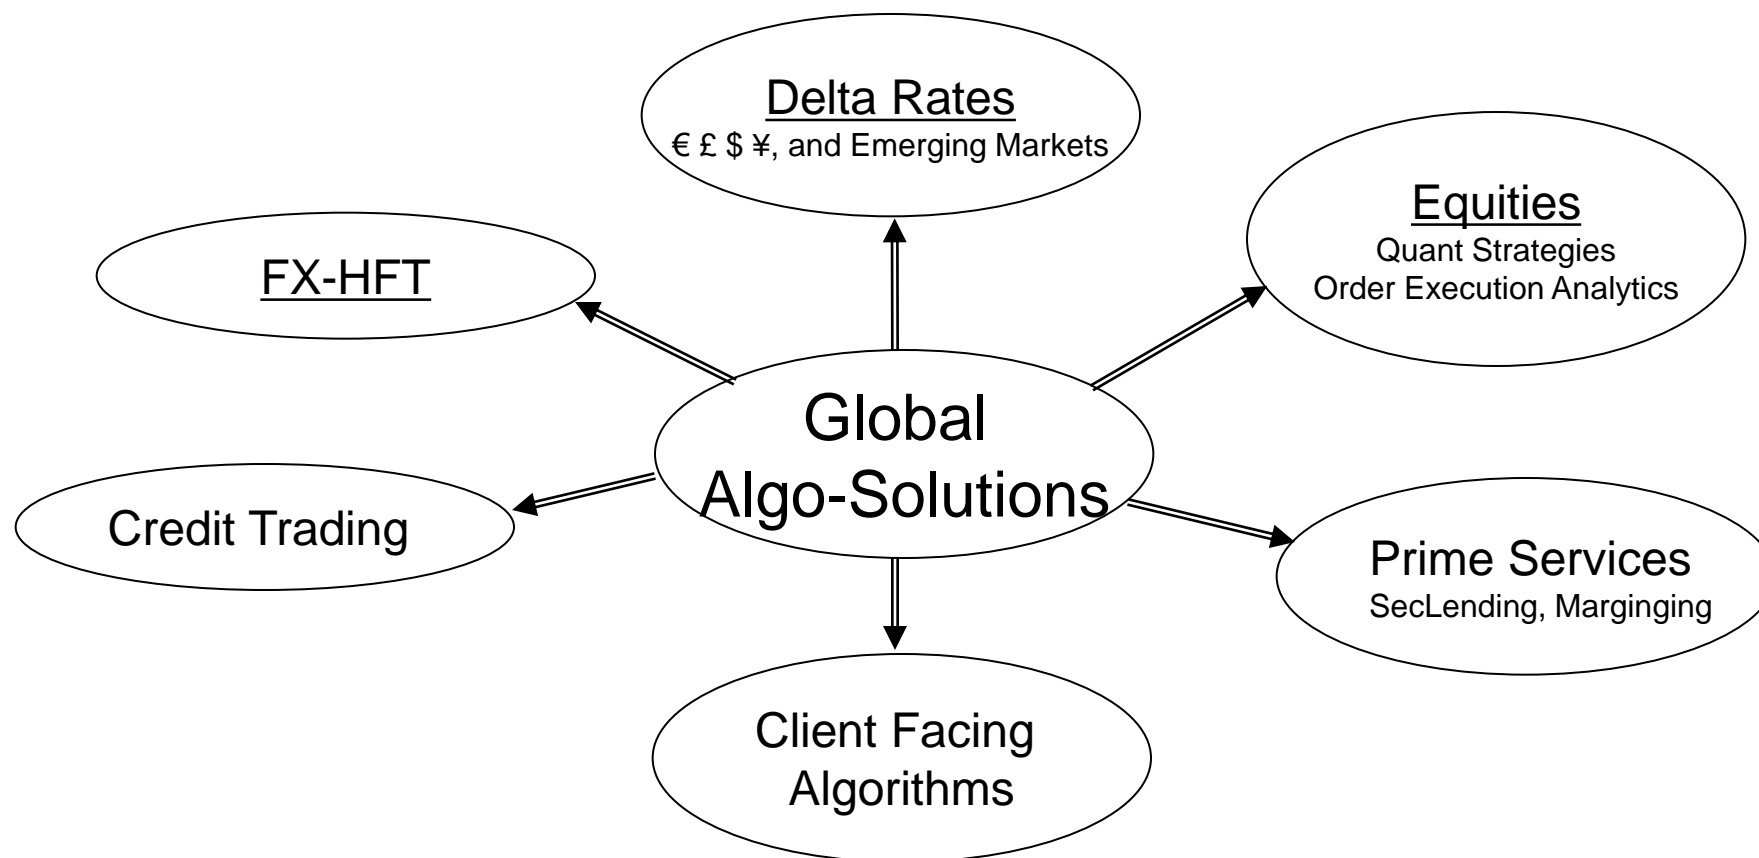 Delta Rates
€ £ $ ¥, and Emerging Markets
Equities
Quant Strategies
Order Execution Analytics
FX-HFT
Global
Algo-Solutions
Credit Trading
Prime Services
SecLending, Marginging
Client Facing
Algorithms